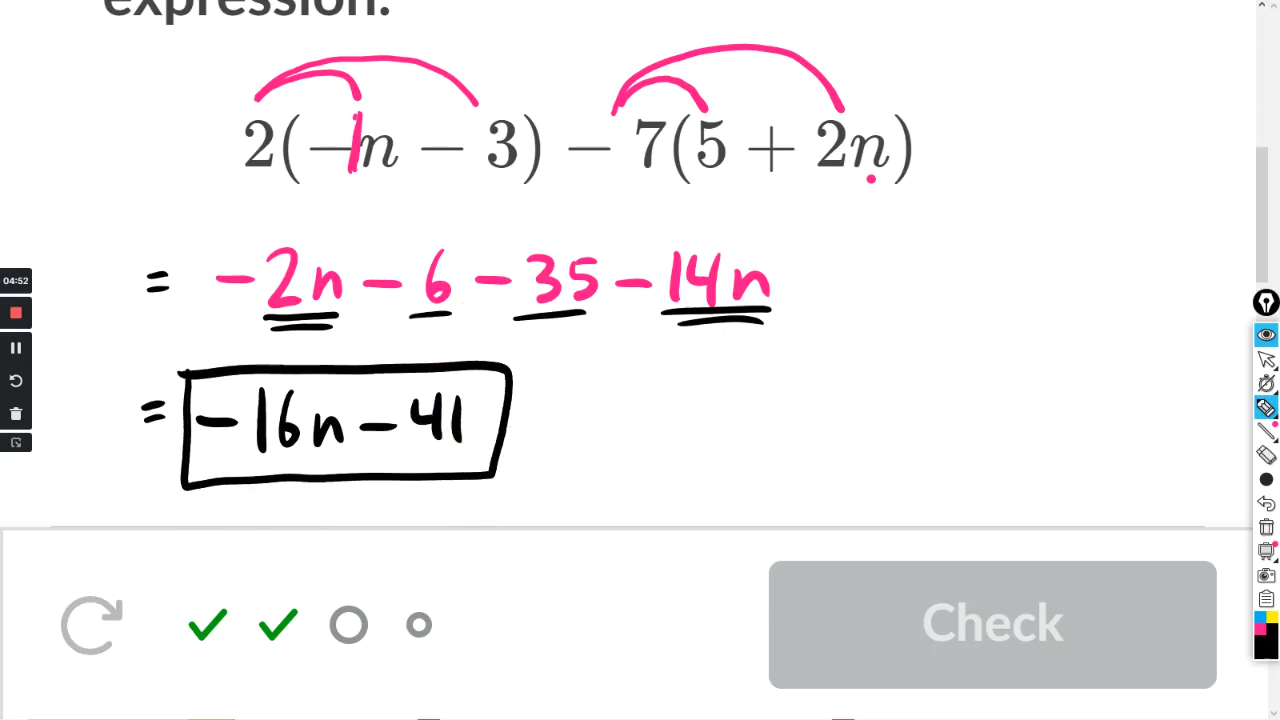 expression.
2(-1n - 3) - 7(5 + 2n)
= -2n - 6 - 35 - 14n
= -16n - 41
04:52
Check